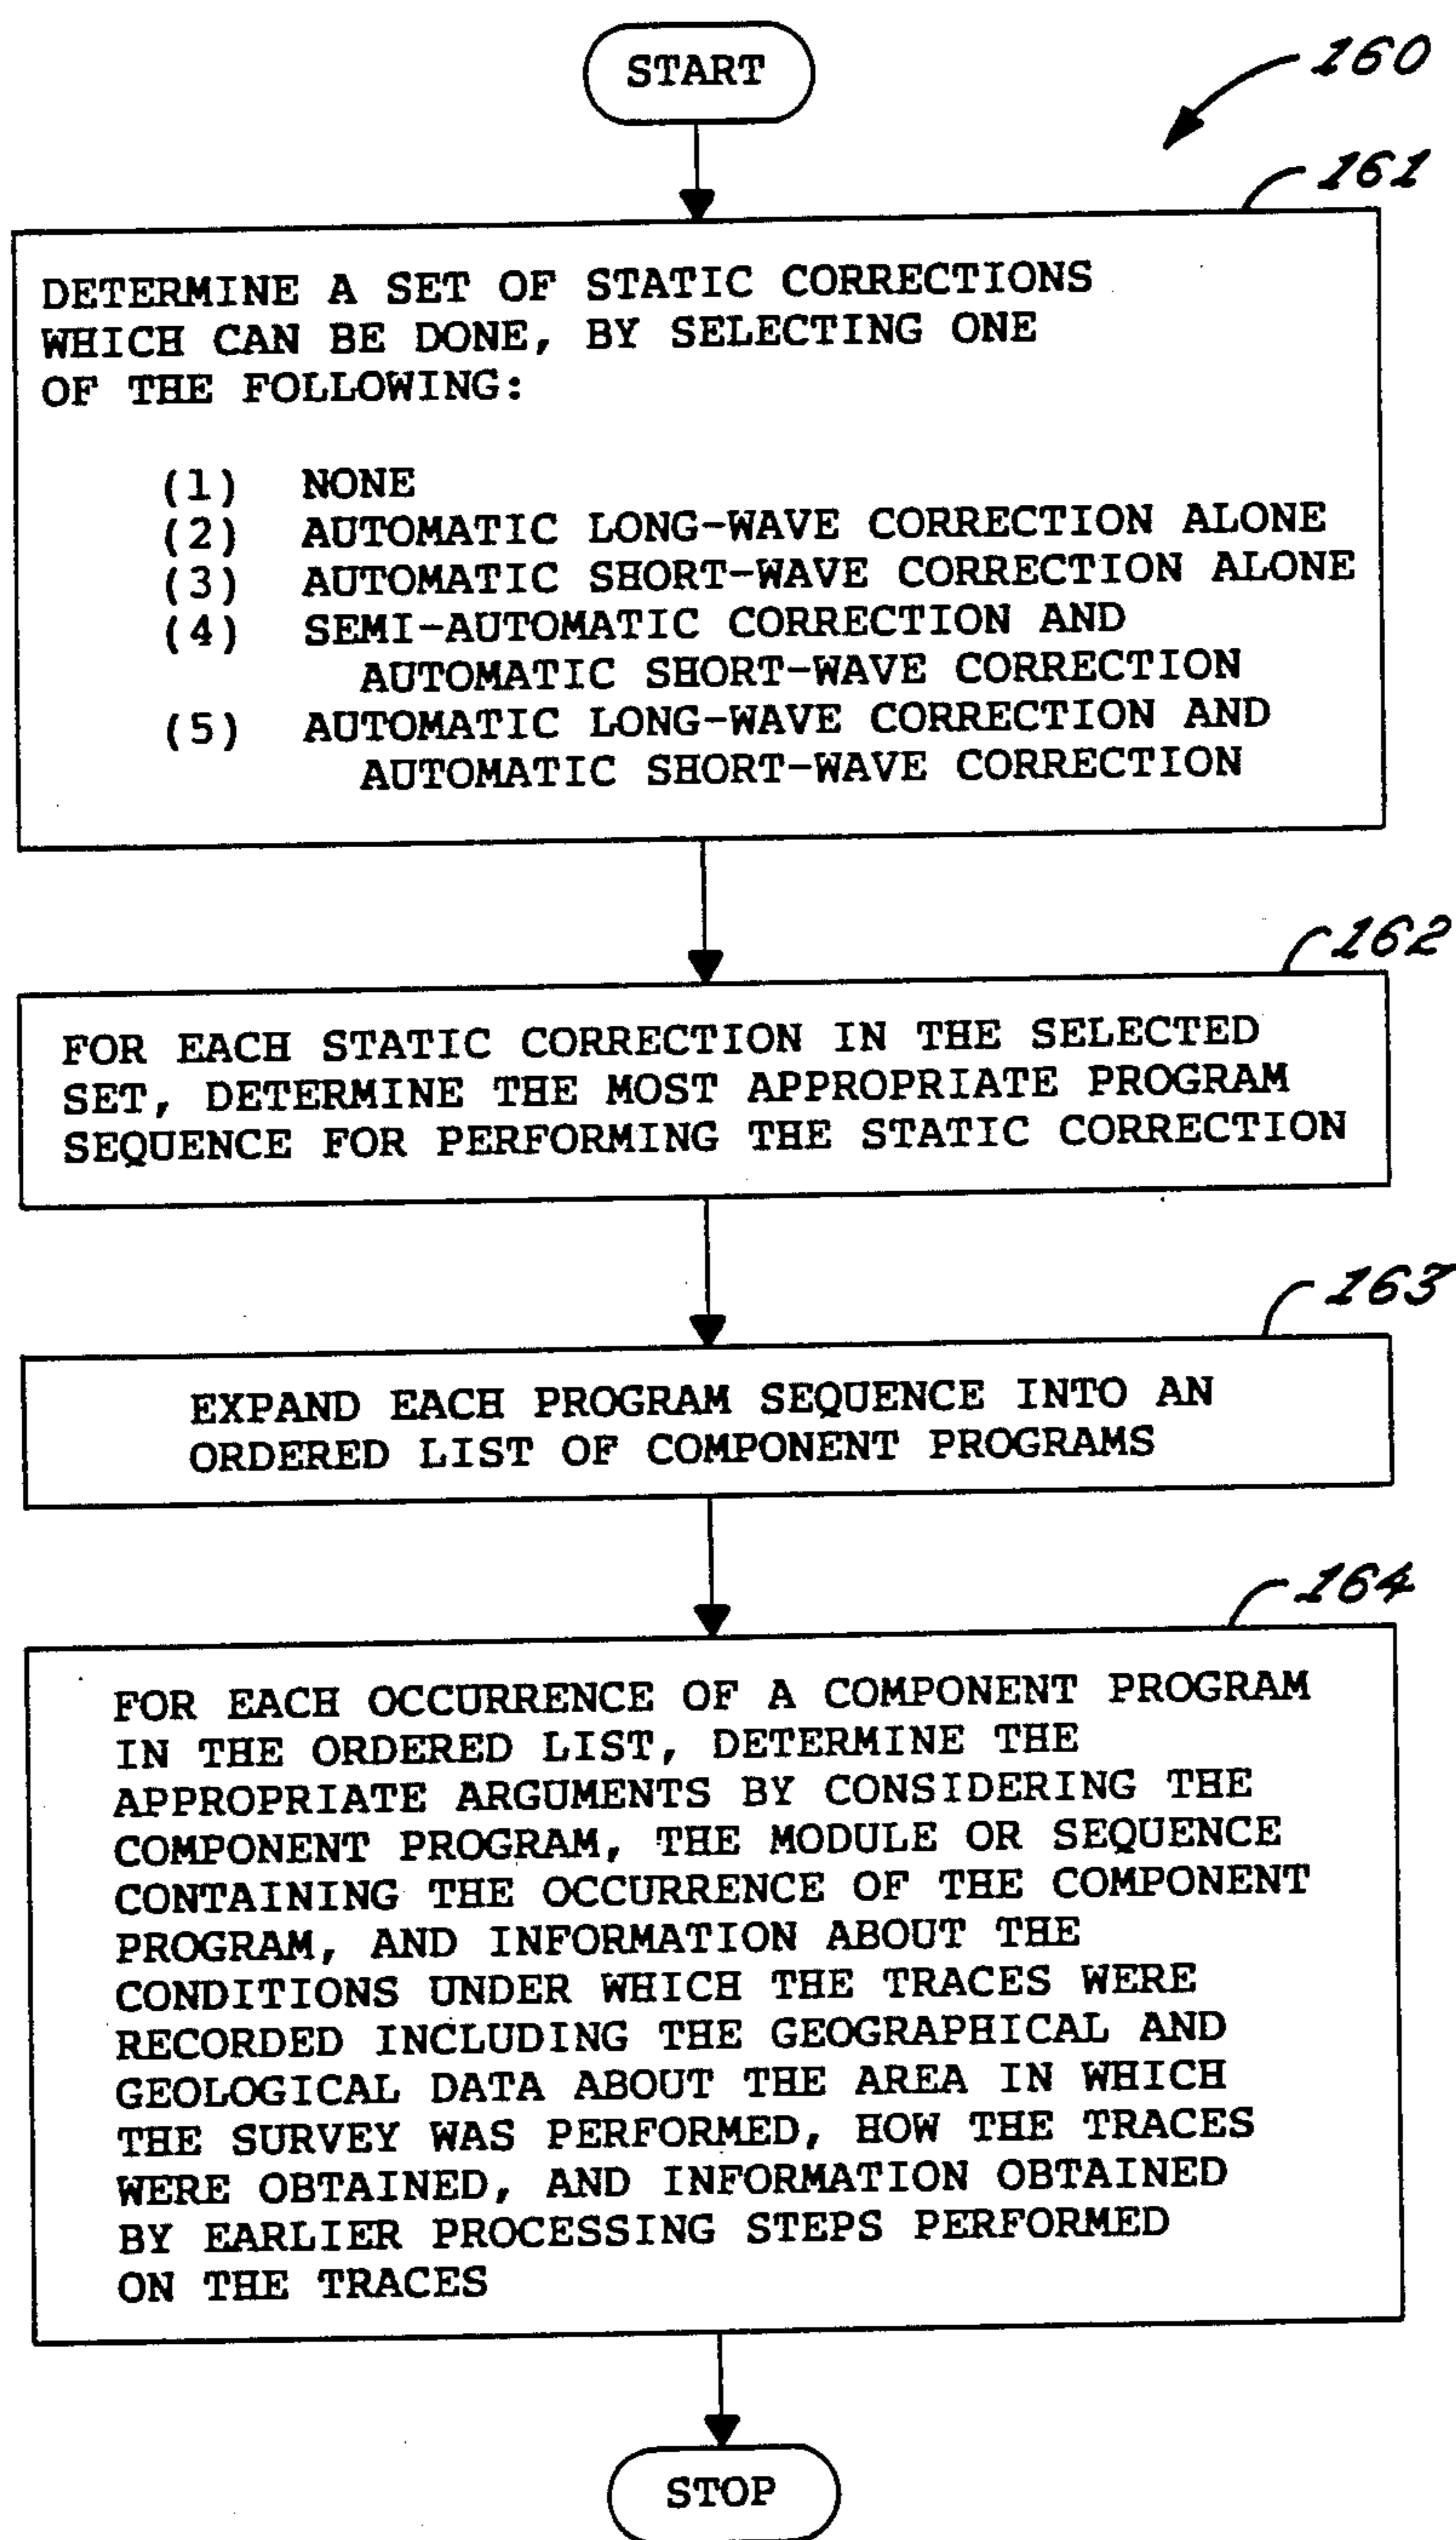 START
160
161
DETERMINE A SET OF STATIC CORRECTIONS
WHICH CAN BE DONE, BY SELECTING ONE
OF THE FOLLOWING:
(1) NONE
(2) AUTOMATIC LONG-WAVE CORRECTION ALONE
(3) AUTOMATIC SHORT-WAVE CORRECTION ALONE
(4) SEMI-AUTOMATIC CORRECTION AND
AUTOMATIC SHORT-WAVE CORRECTION
(5) AUTOMATIC LONG-WAVE CORRECTION AND
AUTOMATIC SHORT-WAVE CORRECTION
162
FOR EACH STATIC CORRECTION IN THE SELECTED
SET, DETERMINE THE MOST APPROPRIATE PROGRAM
SEQUENCE FOR PERFORMING THE STATIC CORRECTION
163
EXPAND EACH PROGRAM SEQUENCE INTO AN
ORDERED LIST OF COMPONENT PROGRAMS
164
FOR EACH OCCURRENCE OF A COMPONENT PROGRAM
IN THE ORDERED LIST, DETERMINE THE
APPROPRIATE ARGUMENTS BY CONSIDERING THE
COMPONENT PROGRAM, THE MODULE OR SEQUENCE
CONTAINING THE OCCURRENCE OF THE COMPONENT
PROGRAM, AND INFORMATION ABOUT THE
CONDITIONS UNDER WHICH THE TRACES WERE
RECORDED INCLUDING THE GEOGRAPHICAL AND
GEOLOGICAL DATA ABOUT THE AREA IN WHICH
THE SURVEY WAS PERFORMED, HOW THE TRACES
WERE OBTAINED, AND INFORMATION OBTAINED
BY EARLIER PROCESSING STEPS PERFORMED
ON THE TRACES
STOP